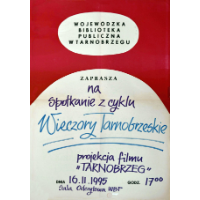 WOJEWÓDZKA
BIBLIOTEKA
PUBLICZNA
W TARNOBRZEGU
ZAPRASZA
na
spotkanie z cyklu
Wieczory Tarnobrzeskie
projekcja filmu
"TARNOBRZEG"
DNIA 16.II.1995 GODZ. 1700
Sala Odczytowa WBP